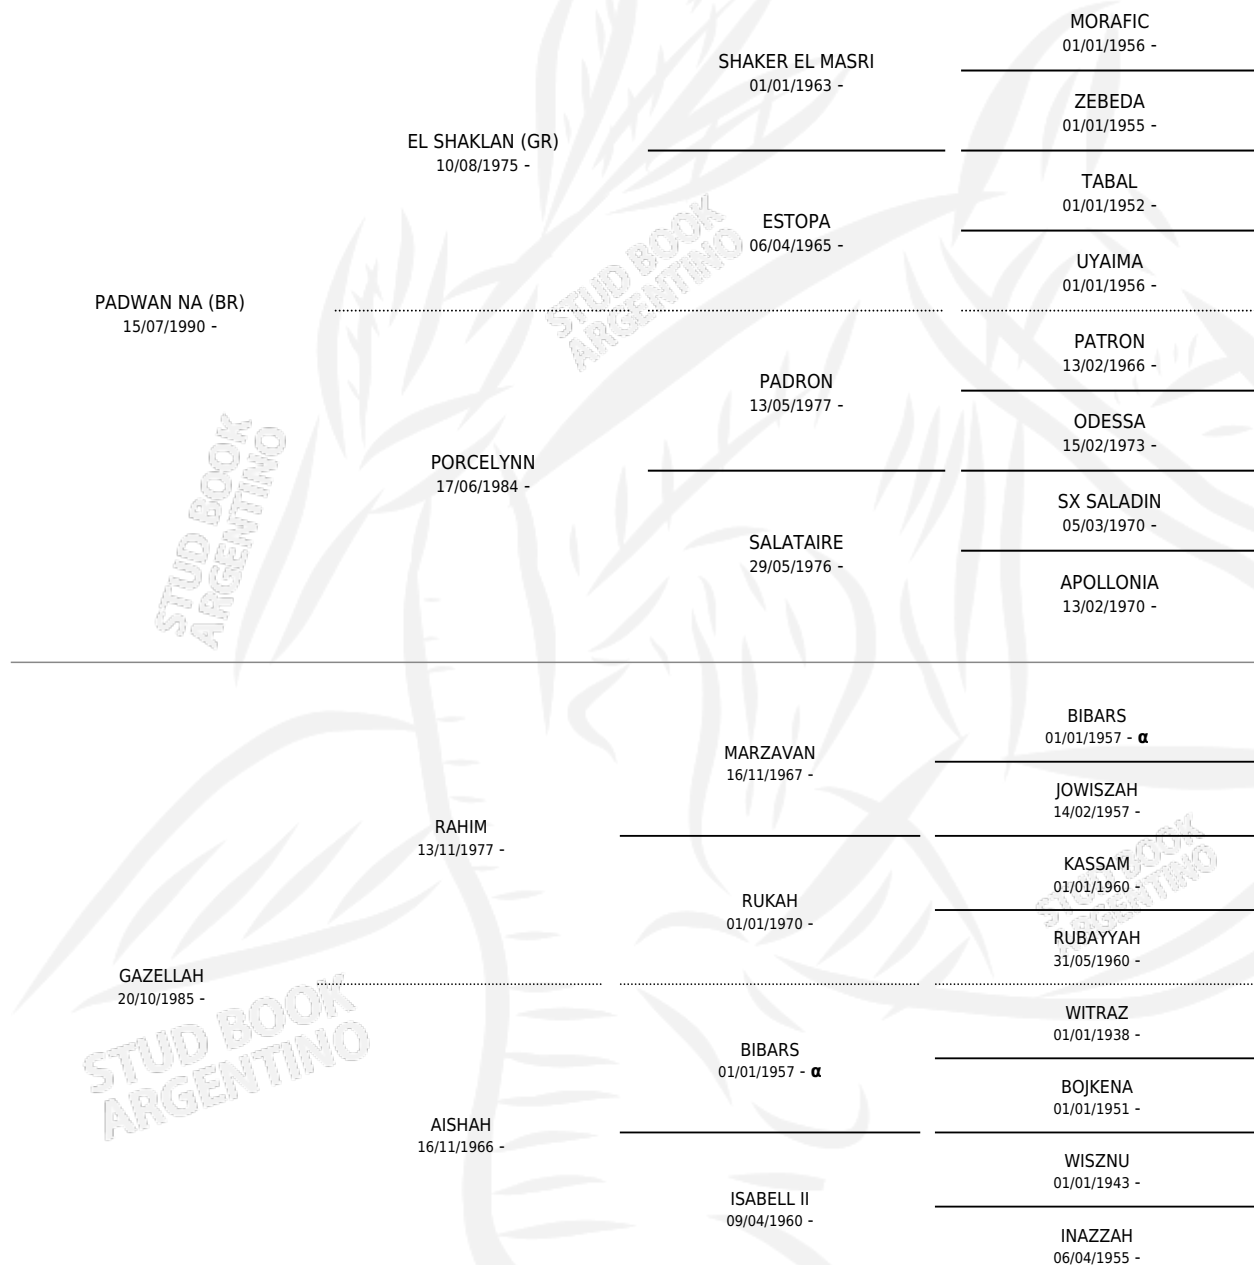 MORAFIC
01/01/1956 -
SHAKER EL MASRI
01/01/1963 -
ZEBEDA
01/01/1955 -
EL SHAKLAN (GR)
10/08/1975 -
TABAL
01/01/1952 -
ESTOPA
06/04/1965 -
UYAIMA
01/01/1956 -
PADWAN NA (BR)
15/07/1990 -
PATRON
13/02/1966 -
PADRON
13/05/1977 -
ODESSA
15/02/1973 -
PORCELYNN
17/06/1984 -
SX SALADIN
05/03/1970 -
SALATAIRE
29/05/1976 -
APOLLONIA
13/02/1970 -
STUD BOOK
ARGENTINO
STUD BOOK
ARGENTINO
BIBARS
01/01/1957 - α
MARZAVAN
16/11/1967 -
JOWISZAH
14/02/1957 -
RAHIM
13/11/1977 -
KASSAM
01/01/1960 -
RUKAH
01/01/1970 -
RUBAYYAH
31/05/1960 -
GAZELLAH
20/10/1985 -
WITRAZ
01/01/1938 -
BIBARS
01/01/1957 - α
BOJKENA
01/01/1951 -
AISHAH
16/11/1966 -
WISZNU
01/01/1943 -
ISABELL II
09/04/1960 -
INAZZAH
06/04/1955 -
STUD BOOK
ARGENTINO
STUD BOOK
ARGENTINO